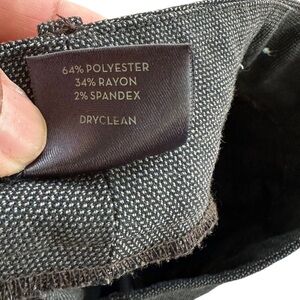 64% POLYESTER
34% RAYON
2% SPANDEX
DRYCLEAN